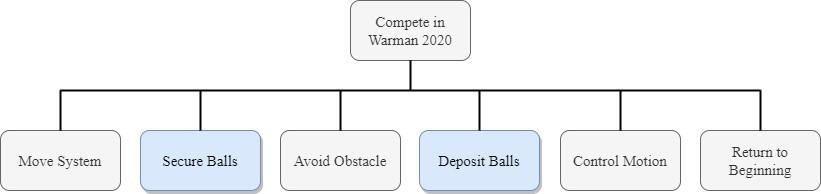 Compete in
Warman 2020
Move System
Secure Balls
Avoid Obstacle
Deposit Balls
Control Motion
Return to
Beginning